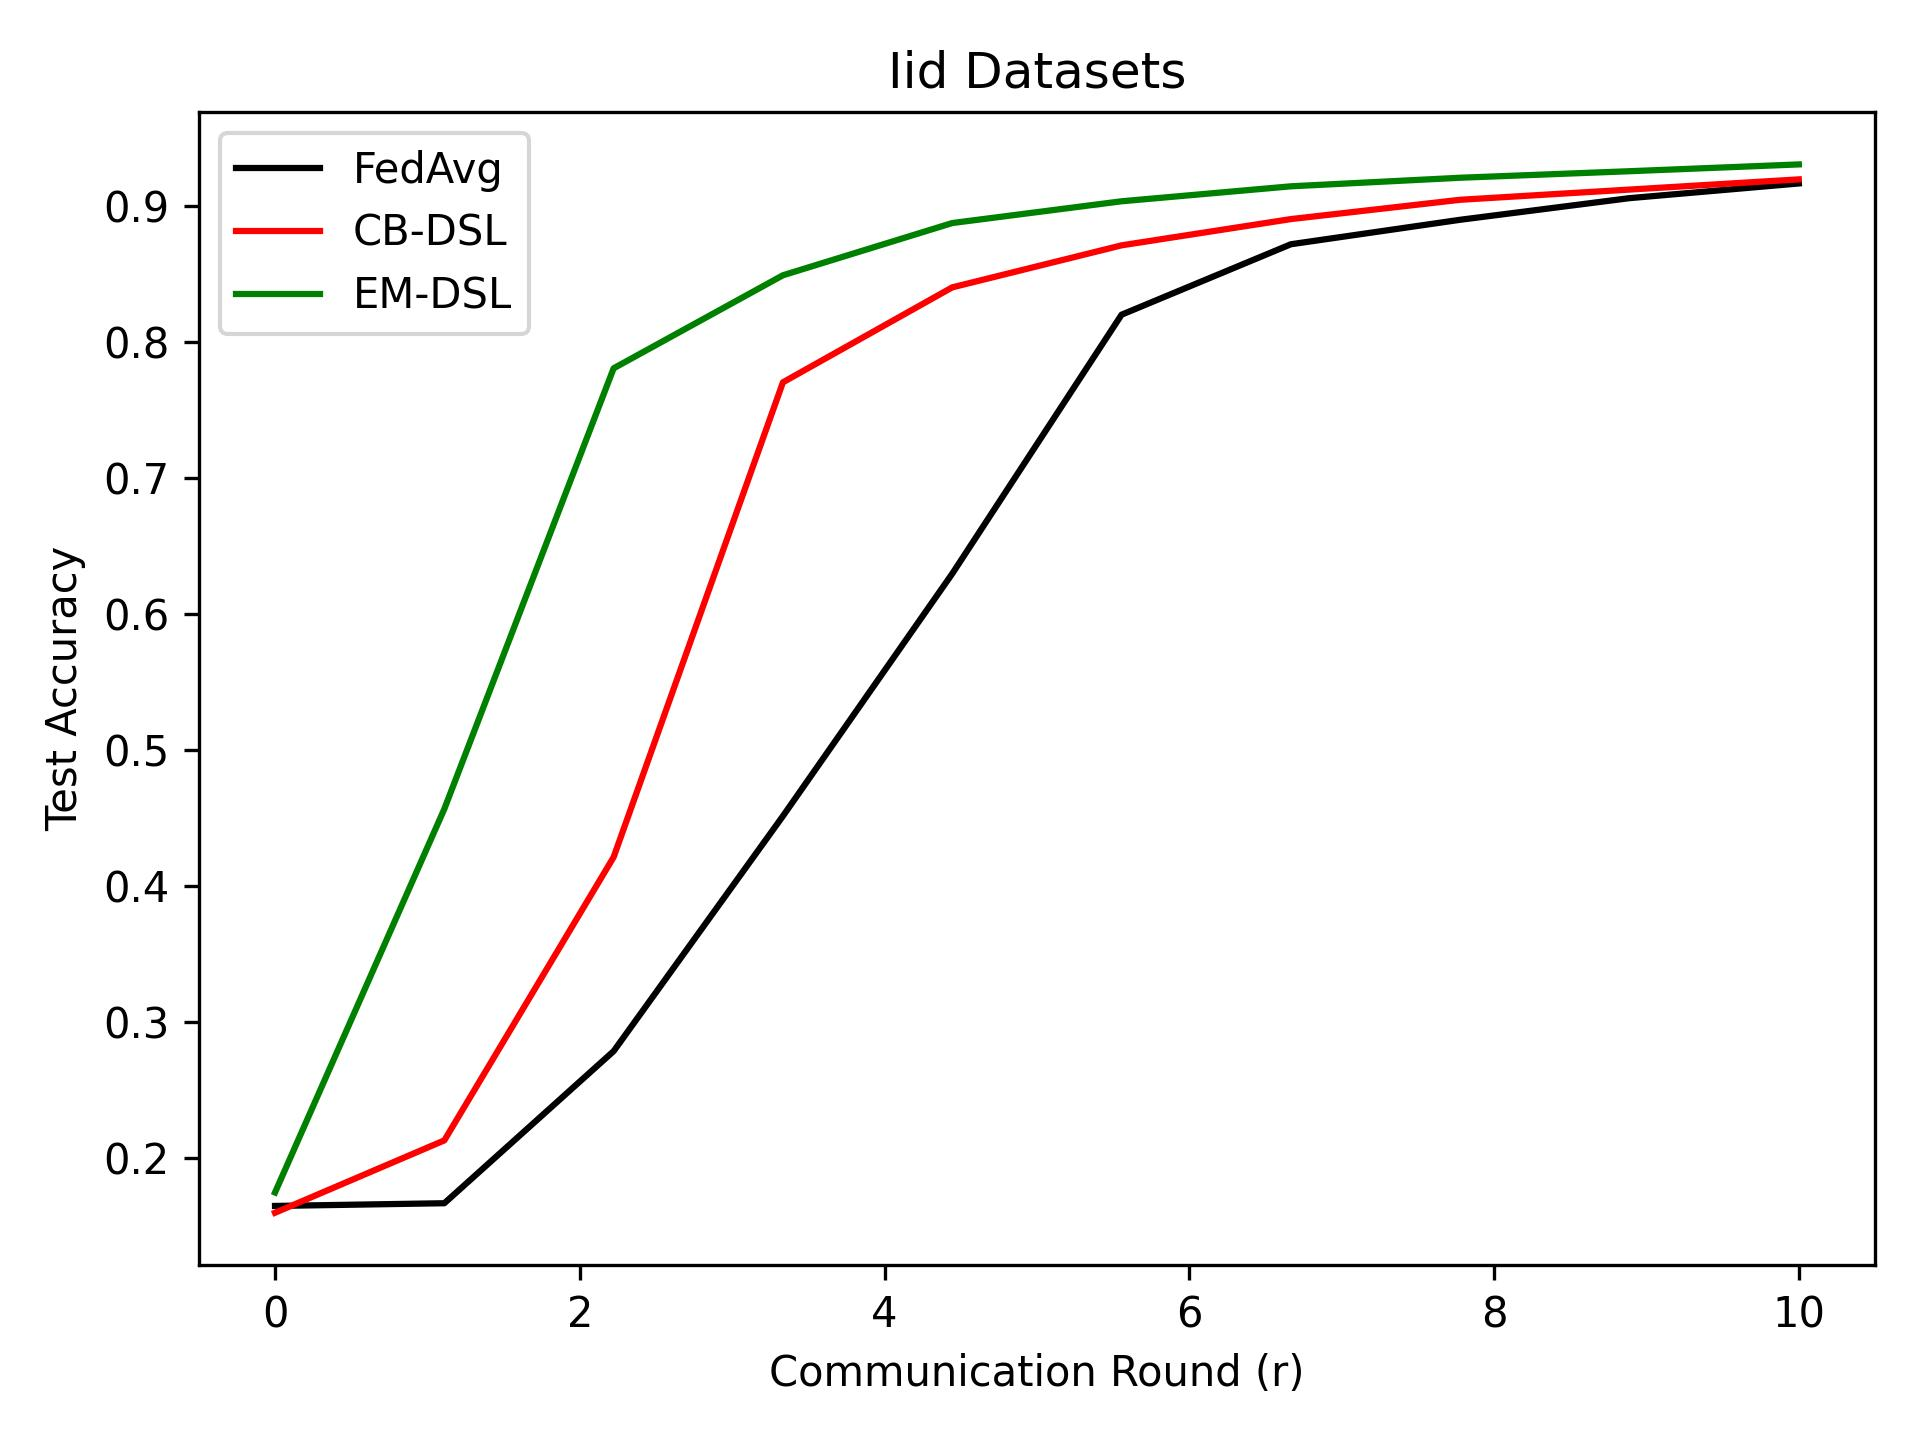 Iid Datasets
FedAvg
CB-DSL
EM-DSL
0.9
0.8
0.7
0.6
0.5
0.4
0.3
0.2
Test Accuracy
0 2 4 6 8 10
Communication Round (r)